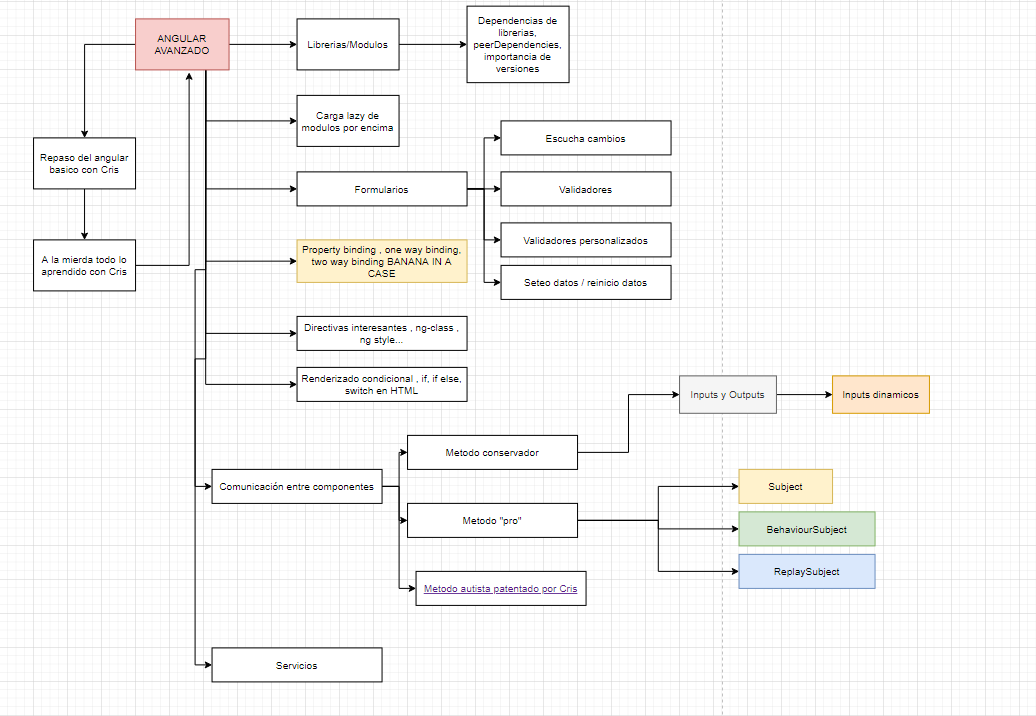 ANGULAR
AVANZADO
Librerias/Modulos
Dependencias de
librerias,
peerDependencies,
importancia de
versiones
Carga lazy de
modulos por encima
Repaso del angular
basico con Cris
A la mierda todo lo
aprendido con Cris
Formularios
Escucha cambios
Validadores
Validadores personalizados
Seteo datos / reinicio datos
Property binding , one way binding,
two way binding BANANA IN A
CASE
Directivas interesantes , ng-class ,
ng style...
Renderizado condicional , if, if else,
switch en HTML
Inputs y Outputs
Inputs dinamicos
Comunicación entre componentes
Metodo conservador
Metodo "pro"
Metodo autista patentado por Cris
Subject
BehaviourSubject
ReplaySubject
Servicios